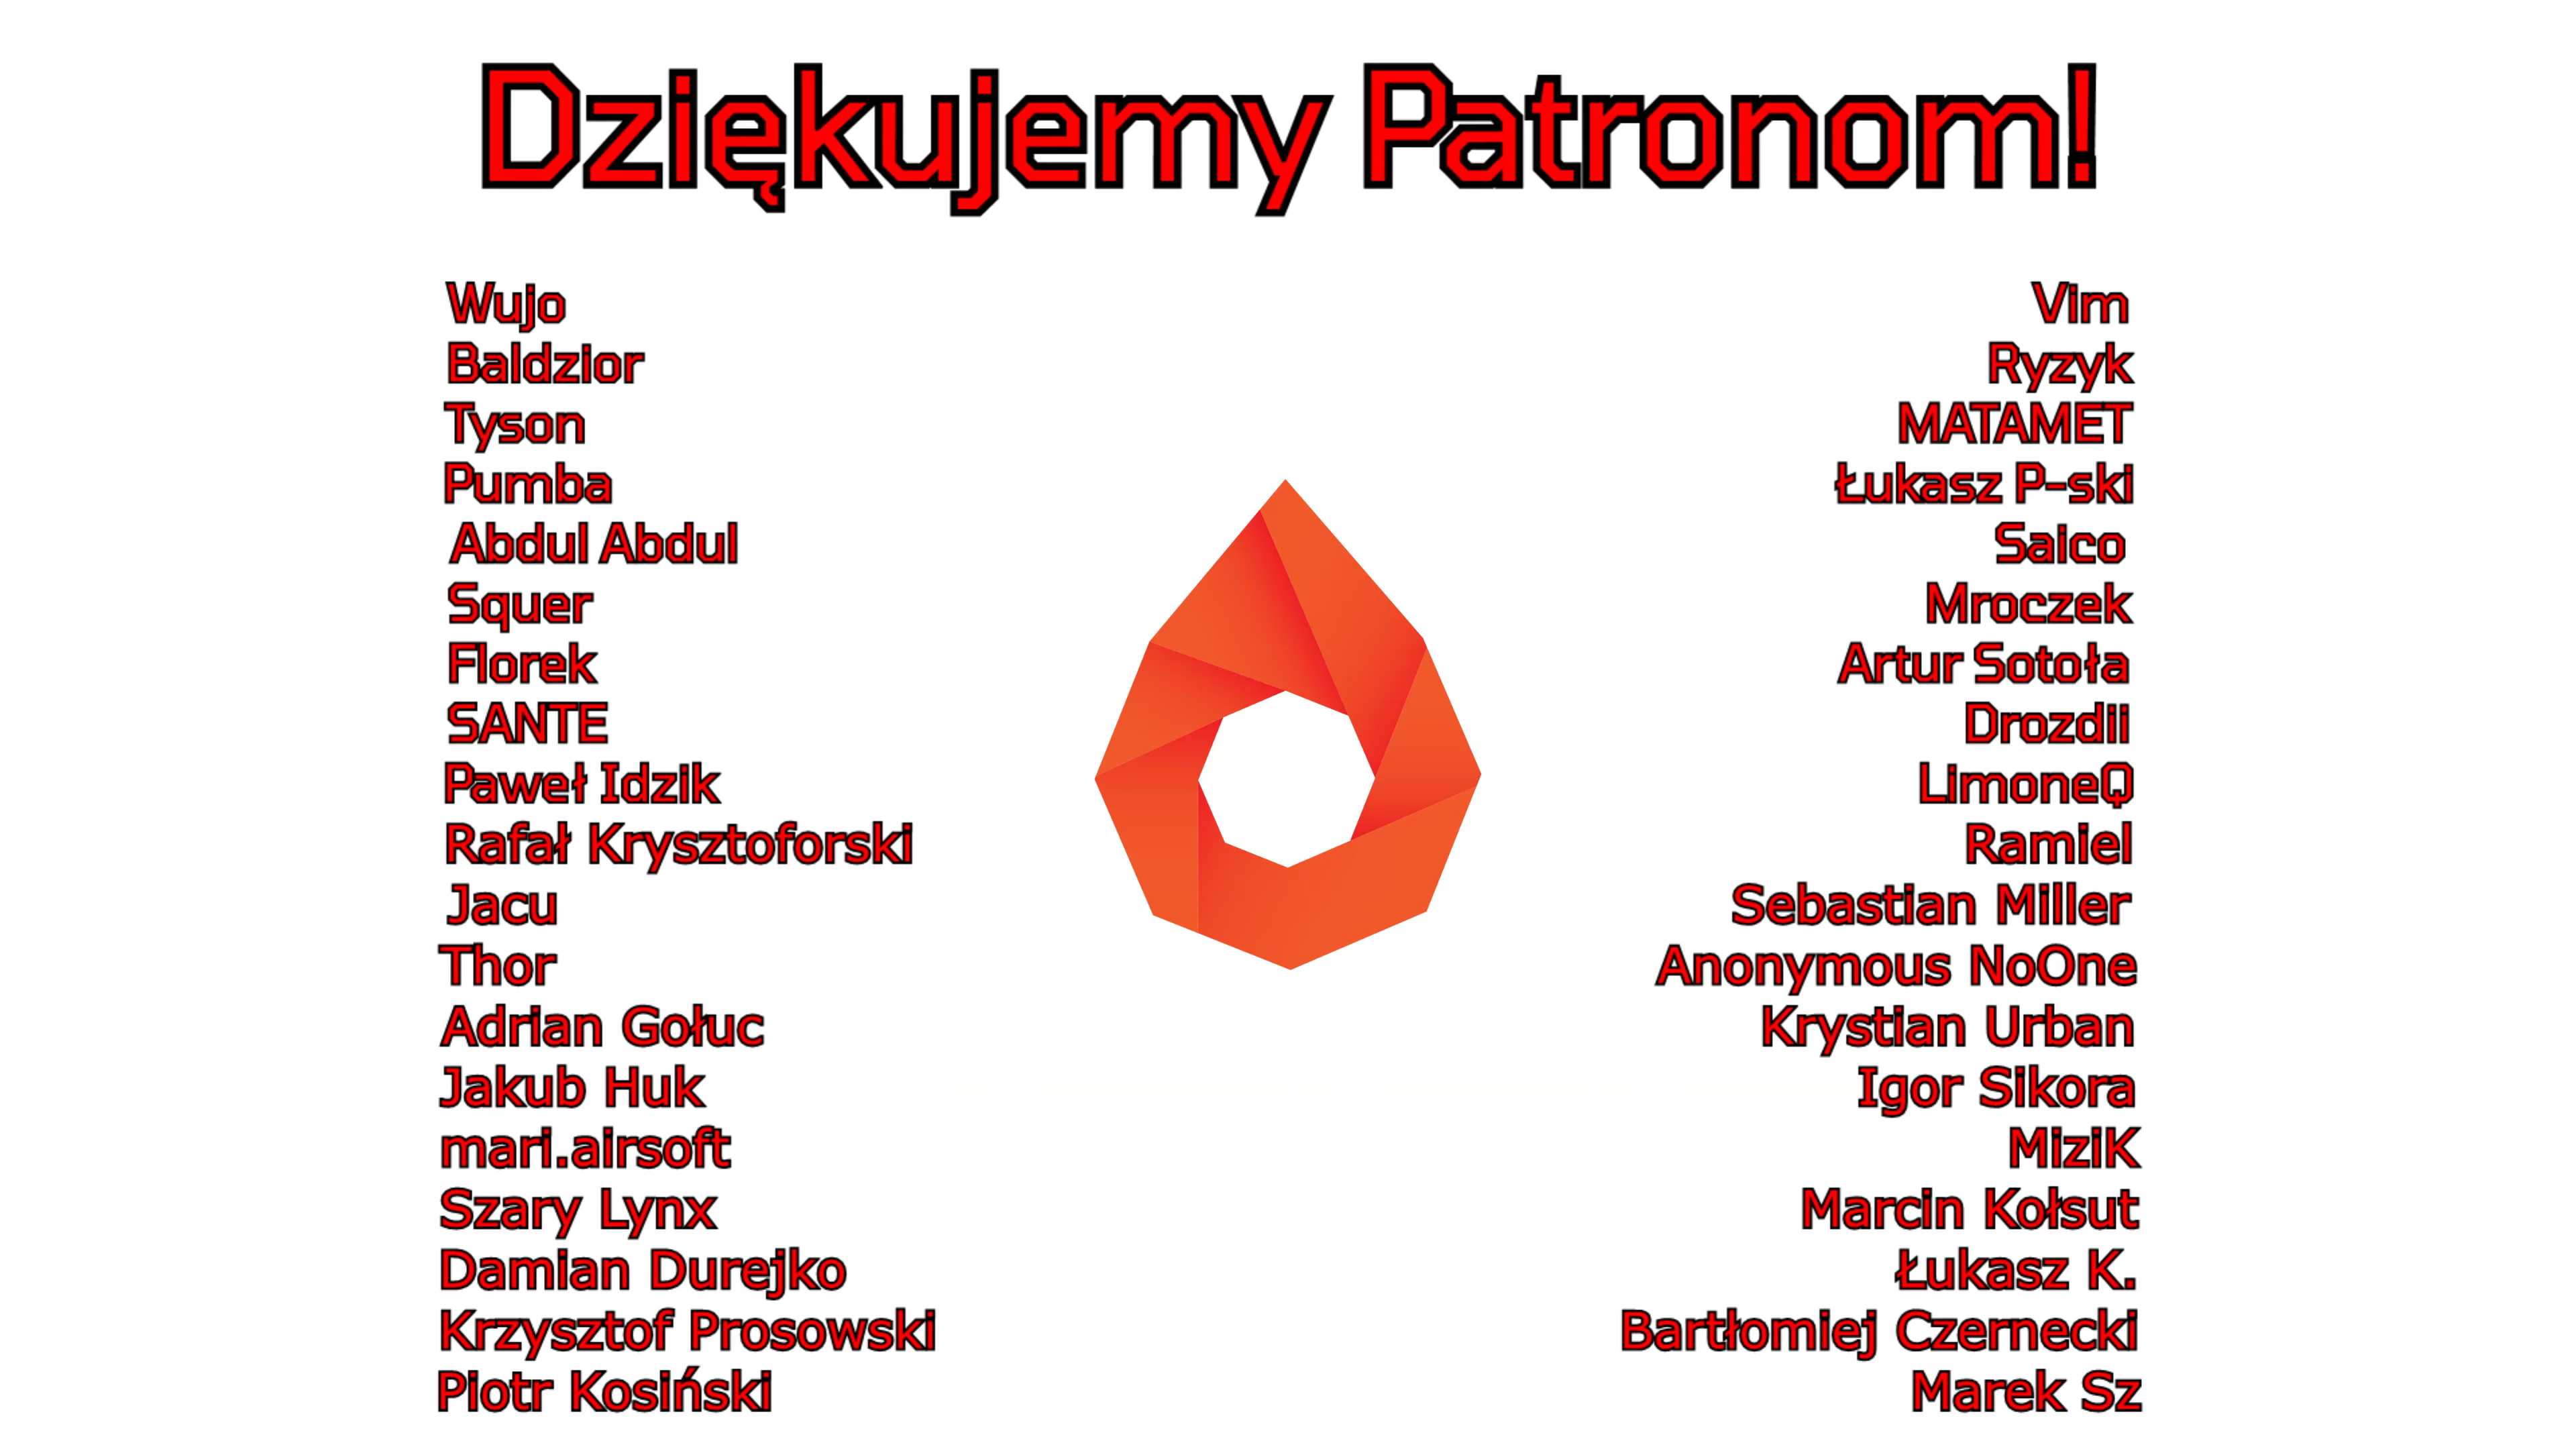 Dziękujemy Patronom!
Wujo
Baldzior
Tyson
Pumba
Abdul Abdul
Squer
Florek
SANTE
Paweł Idzik
Rafał Krysztoforski
Jacu
Thor
Adrian Gołuc
Jakub Huk
mari.airsoft
Szary Lynx
Damian Durejko
Krzysztof Prosowski
Piotr Kosiński
Vim
Ryzyk
MATAMET
Łukasz P-ski
Saico
Mroczek
Artur Sotoła
Drozdii
LimoneQ
Ramiel
Sebastian Miller
Anonymous NoOne
Krystian Urban
Igor Sikora
MiziK
Marcin Kołsut
Łukasz K.
Bartłomiej Czernecki
Marek Sz